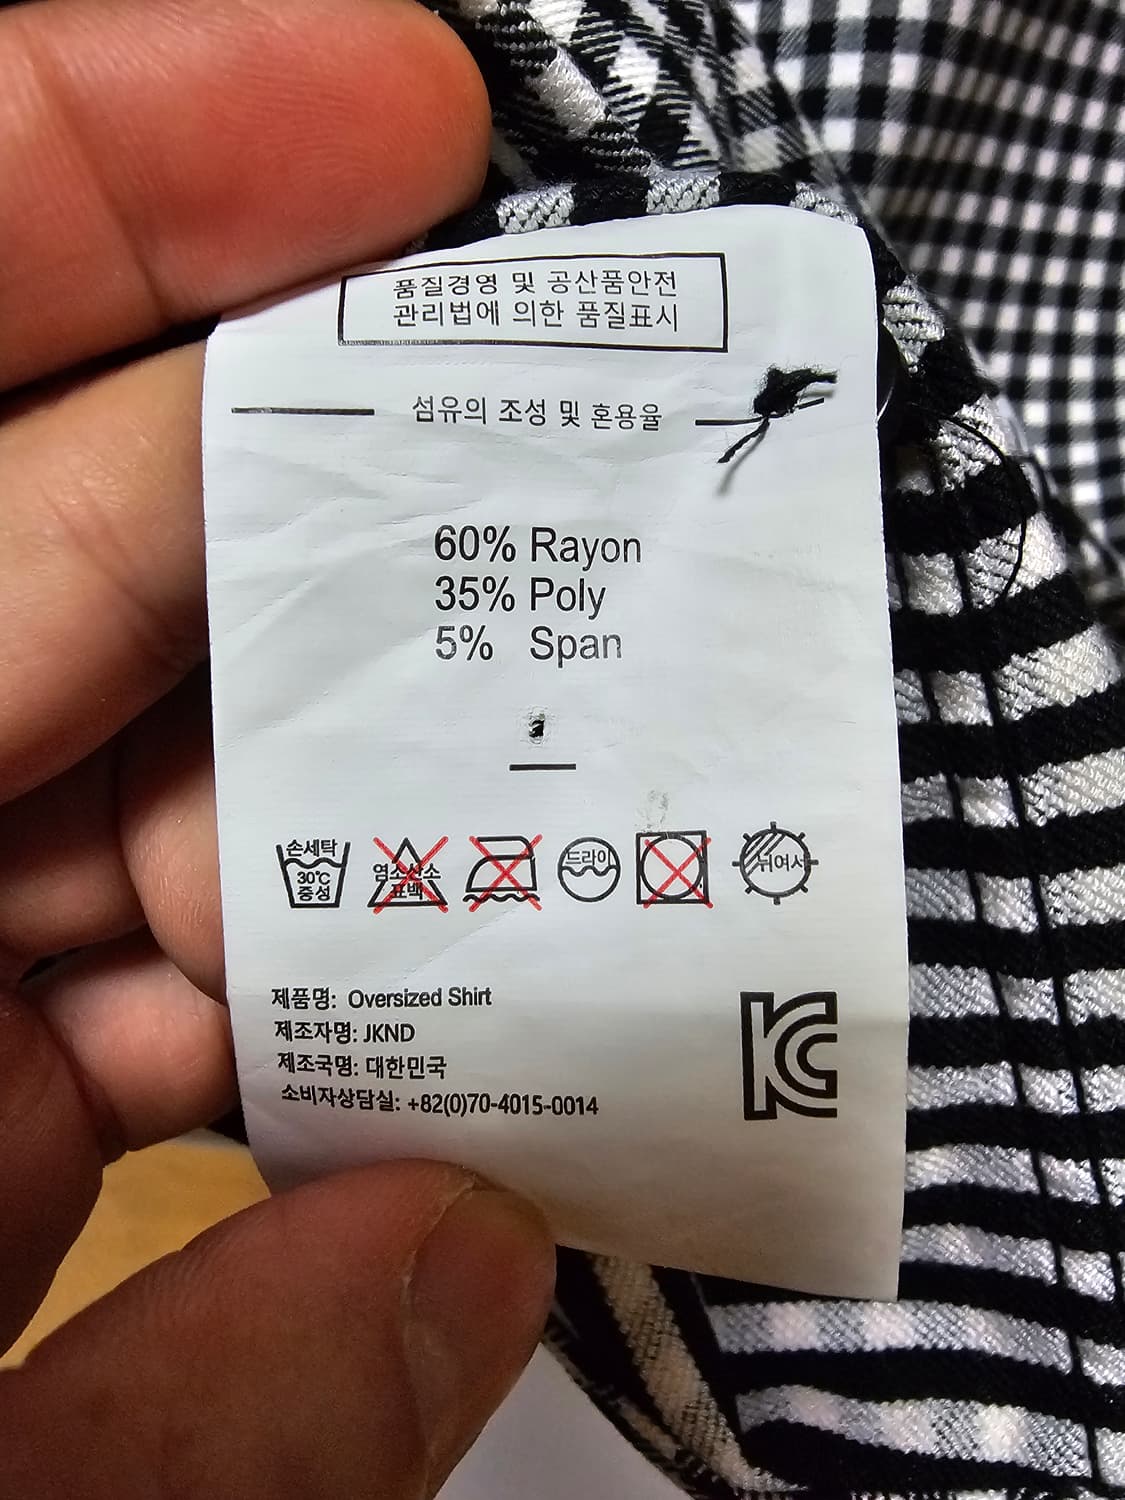 품질경영 및 공산품안전
관리법에 의한 품질표시
섬유의 조성 및 혼용율
60% Rayon
35% Poly
5% Span
손세탁
30℃
중성
염소산소
표백
드라이
뉘어서
제품명: Oversized Shirt
제조자명: JKND
제조국명: 대한민국
소비자상담실: +82(0)70-4015-0014
KC